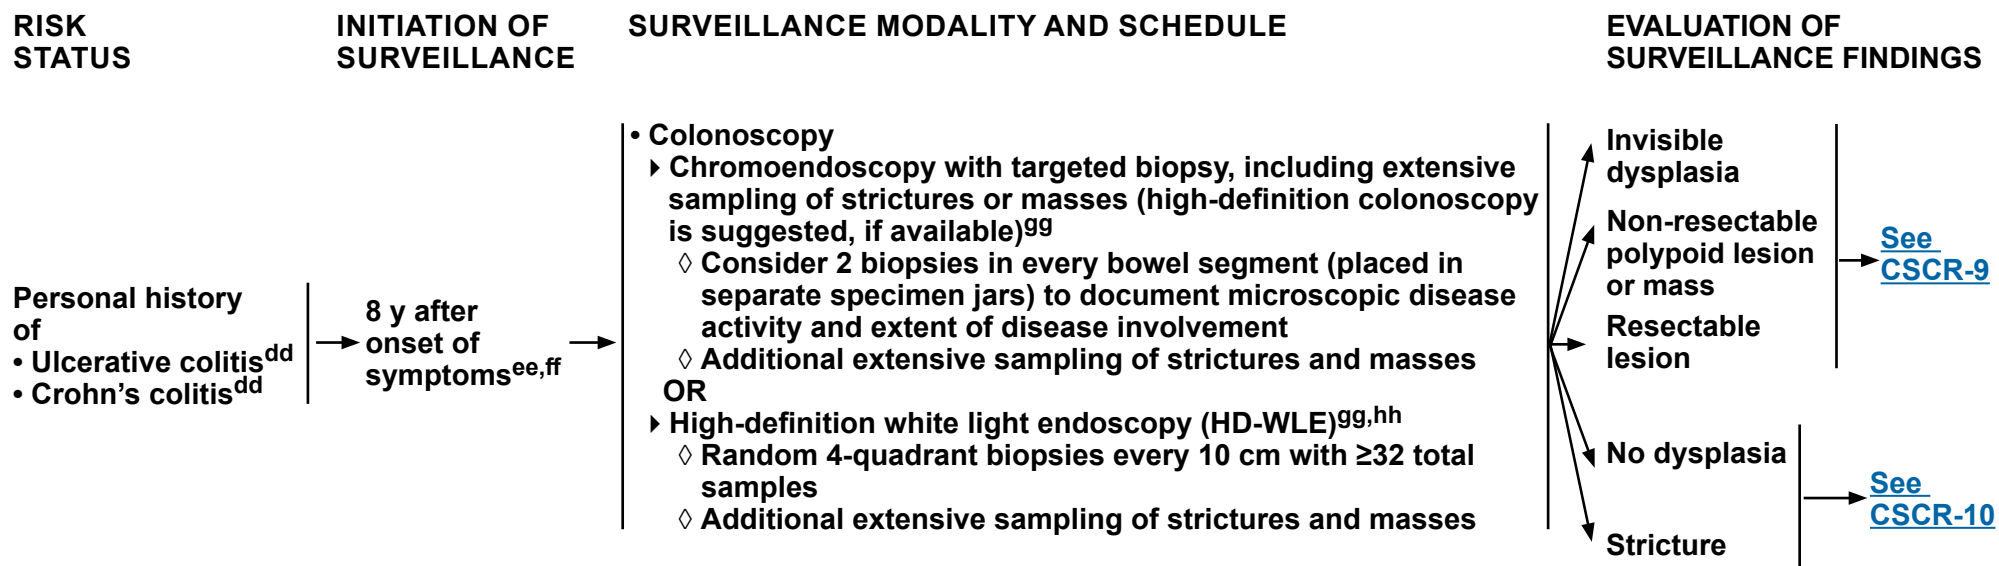 RISK
STATUS
INITIATION OF
SURVEILLANCE
SURVEILLANCE MODALITY AND SCHEDULE
EVALUATION OF
SURVEILLANCE FINDINGS
Personal history
of
• Ulcerative colitisdd
• Crohn’s colitisdd
8 y after
onset of
symptomsee,ff
• Colonoscopy
Chromoendoscopy with targeted biopsy, including extensive
sampling of strictures or masses (high-definition colonoscopy
is suggested, if available)gg
◊ Consider 2 biopsies in every bowel segment (placed in
separate specimen jars) to document microscopic disease
activity and extent of disease involvement
◊ Additional extensive sampling of strictures and masses
OR
High-definition white light endoscopy (HD-WLE)gg,hh
◊ Random 4-quadrant biopsies every 10 cm with ≥32 total
samples
◊ Additional extensive sampling of strictures and masses
Invisible
dysplasia
Non-resectable
polypoid lesion
or mass
Resectable
lesion
See
CSCR-9
No dysplasia
Stricture
See
CSCR-10